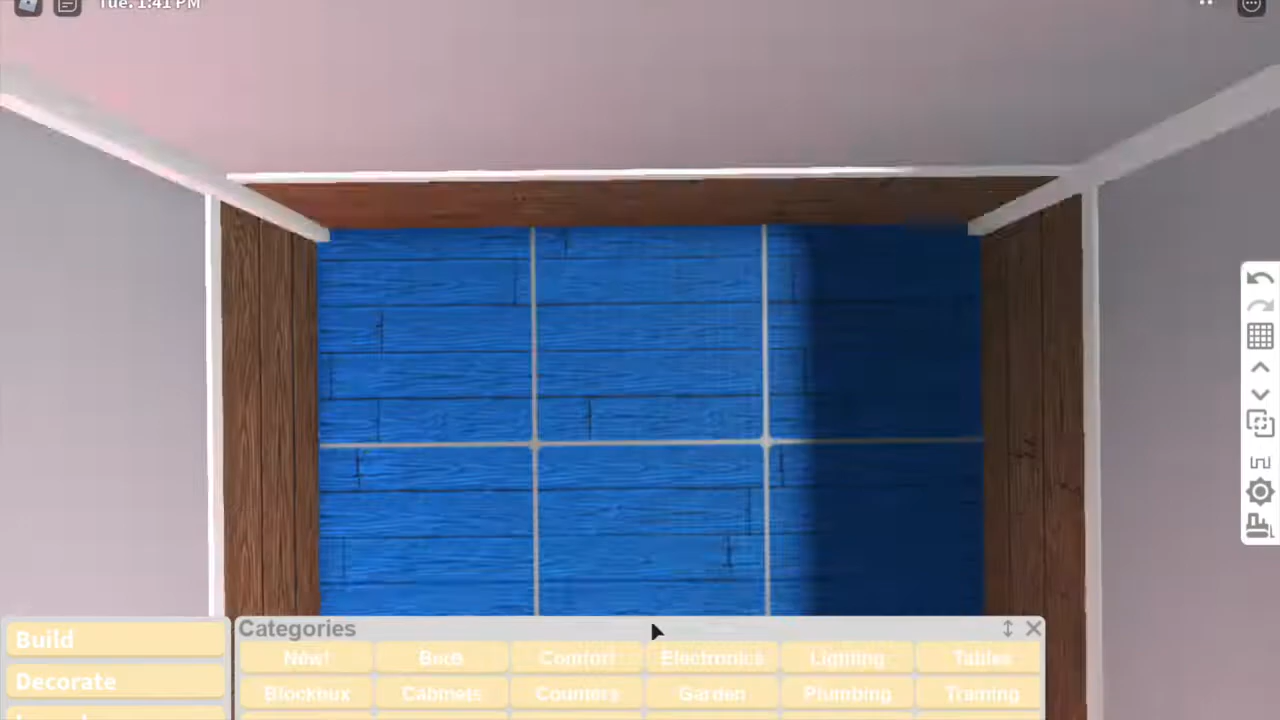 Tue. 1:41 PM
Categories
Build
New! Beds Comfort Electronics Lighting Tables
Decorate
Blockbux Cabinets Counters Garden Plumbing Training